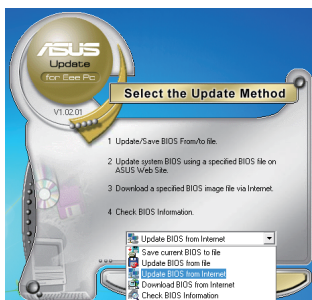 ASUS
Update
for Eee Pc
V1.02.01
Select the Update Method
1 Update/Save BIOS From/to file.
2 Update system BIOS using a specified BIOS file on
ASUS Web Site.
3 Download a specified BIOS image file via Internet.
4 Check BIOS Information.
Update BIOS from Internet
Save current BIOS to file
Update BIOS from file
Update BIOS from Internet
Download BIOS from Internet
Check BIOS Information